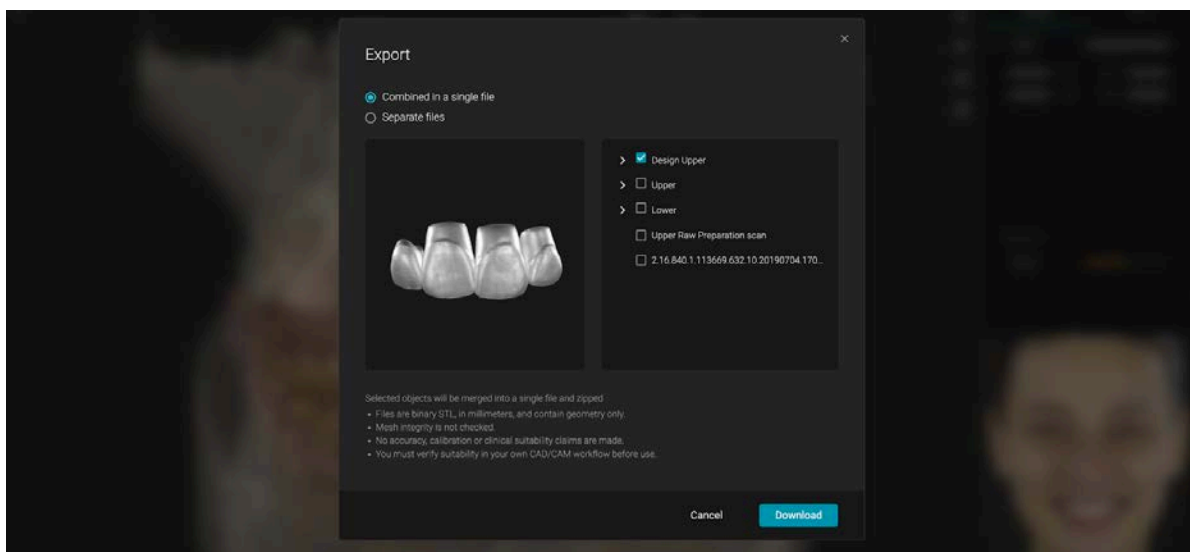 Export
Combined in a single file
Separate files
Design Upper
Upper
Lower
Upper Raw Preparation scan
2.16.840.1.113669.632.10.20190704.170...
Selected objects will be merged into a single file and zipped
• Files are binary STL, in millimeters, and contain geometry only.
• Mesh integrity is not checked.
• No accuracy, calibration or clinical suitability claims are made.
• You must verify suitability in your own CAD/CAM workflow before use.
Cancel
Download